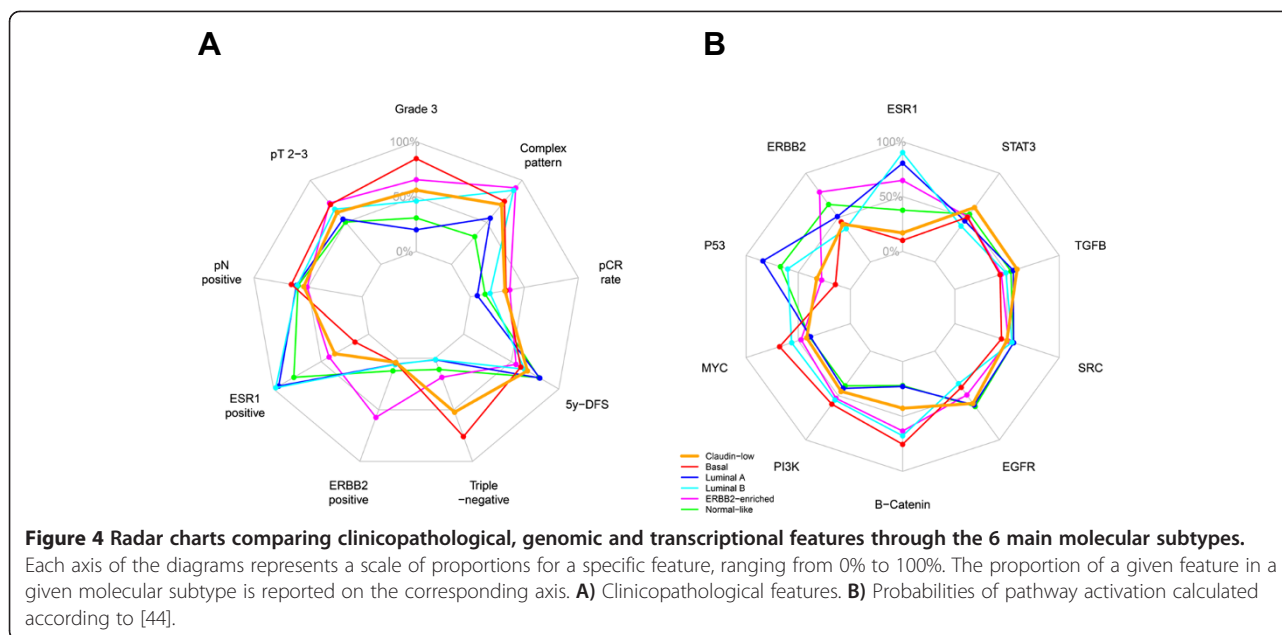 A
Grade 3
100%
50%
0%
Complex
pattern
pCR
rate
5y−DFS
Triple
−negative
ERBB2
positive
ESR1
positive
pN
positive
pT 2−3
B
ESR1
100%
50%
0%
STAT3
TGFB
SRC
EGFR
B−Catenin
PI3K
MYC
P53
ERBB2
Claudin−low
Basal
Luminal A
Luminal B
ERBB2−enriched
Normal−like
Figure 4 Radar charts comparing clinicopathological, genomic and transcriptional features through the 6 main molecular subtypes.
Each axis of the diagrams represents a scale of proportions for a specific feature, ranging from 0% to 100%. The proportion of a given feature in a
given molecular subtype is reported on the corresponding axis. A) Clinicopathological features. B) Probabilities of pathway activation calculated
according to [44].